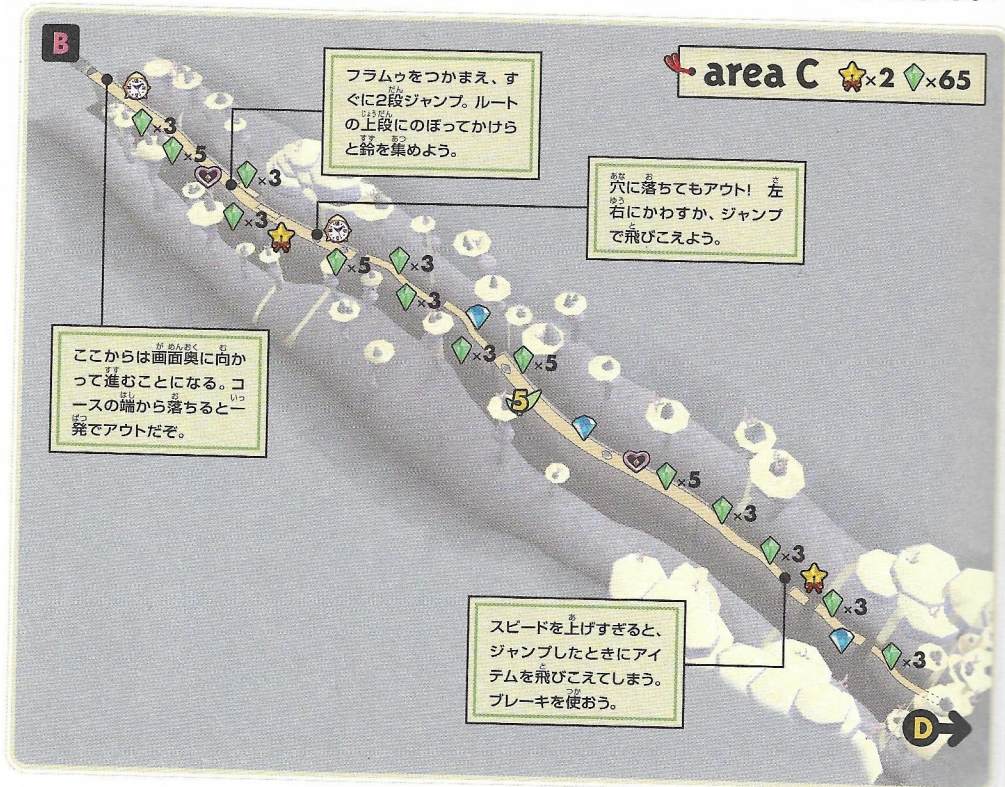 B
area C ×2 ×65
フラムゥをつかまえ、す
ぐに2段ジャンプ。ルート
の上段にのぼってかけら
と鈴を集めよう。
穴に落ちてもアウト! 左
右にかわすか、ジャンプ
で飛びこえよう。
ここからは画面奥に向か
って進むことになる。コ
ースの端から落ちると一
発でアウトだぞ。
スピードを上げすぎると、
ジャンプしたときにアイ
テムを飛びこえてしまう。
ブレーキを使おう。
×3
×5
×3
×3
×5
×3
×3
×3
×5
5
×5
×3
×3
×3
×3
D